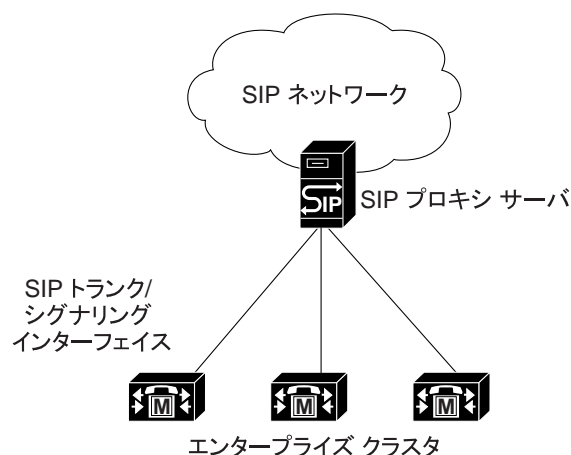 SIP ネットワーク
SIP
SIP プロキシ サーバ
SIP トランク/
シグナリング
インターフェイス
M
M
M
エンタープライズ クラスタ